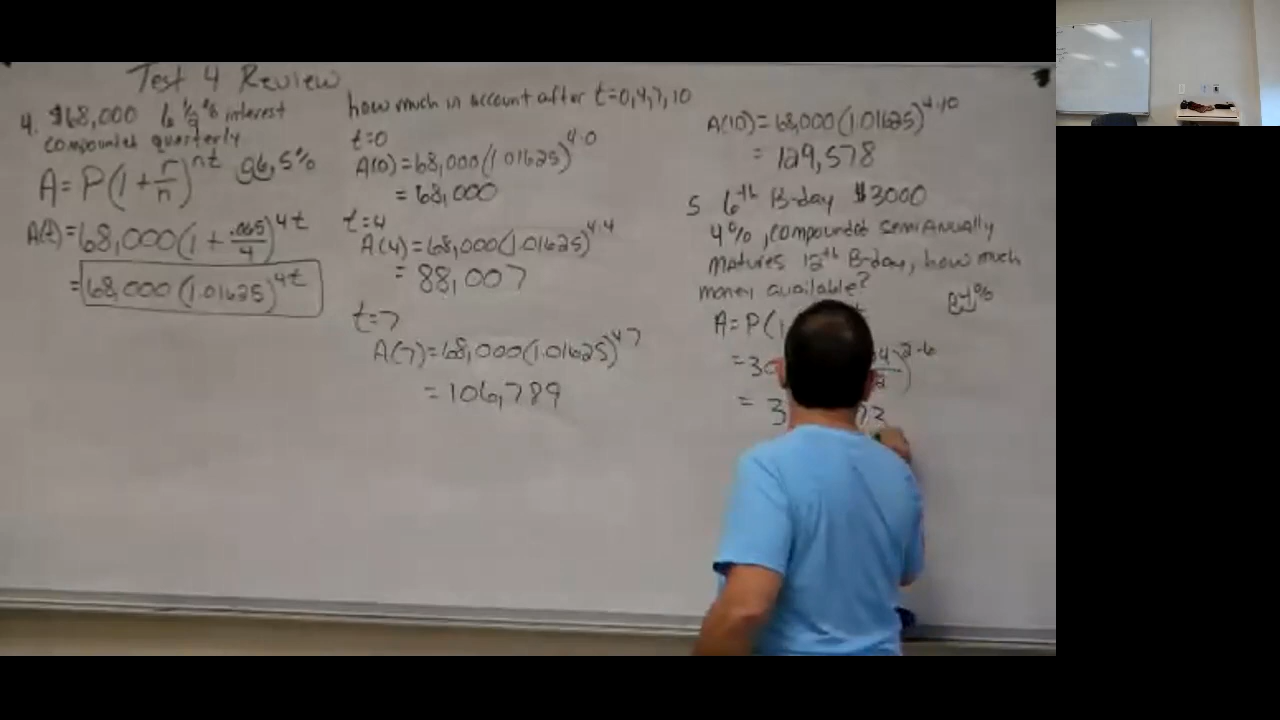 Test 4 Review
4. $68,000 6 1/2 % interest
compounded quarterly
A = P(1 + r/n)^nt 06,5%
A(t) = 68,000(1 + .065/4)^4t
= 68,000(1.01625)^4t
how much in account after t=0,4,7,10
t=0
A(0) = 68,000(1.01625)^4·0
= 68,000
t=4
A(4) = 68,000(1.01625)^4·4
= 88,007
t=7
A(7) = 68,000(1.01625)^4·7
= 106,789
A(10) = 68,000(1.01625)^4·10
= 129,578
5 6th B-day $3000
4%, compounded semiAnnually
matures 12th B-day, how much
money available?
A = P(
= 30
2·6
= 3